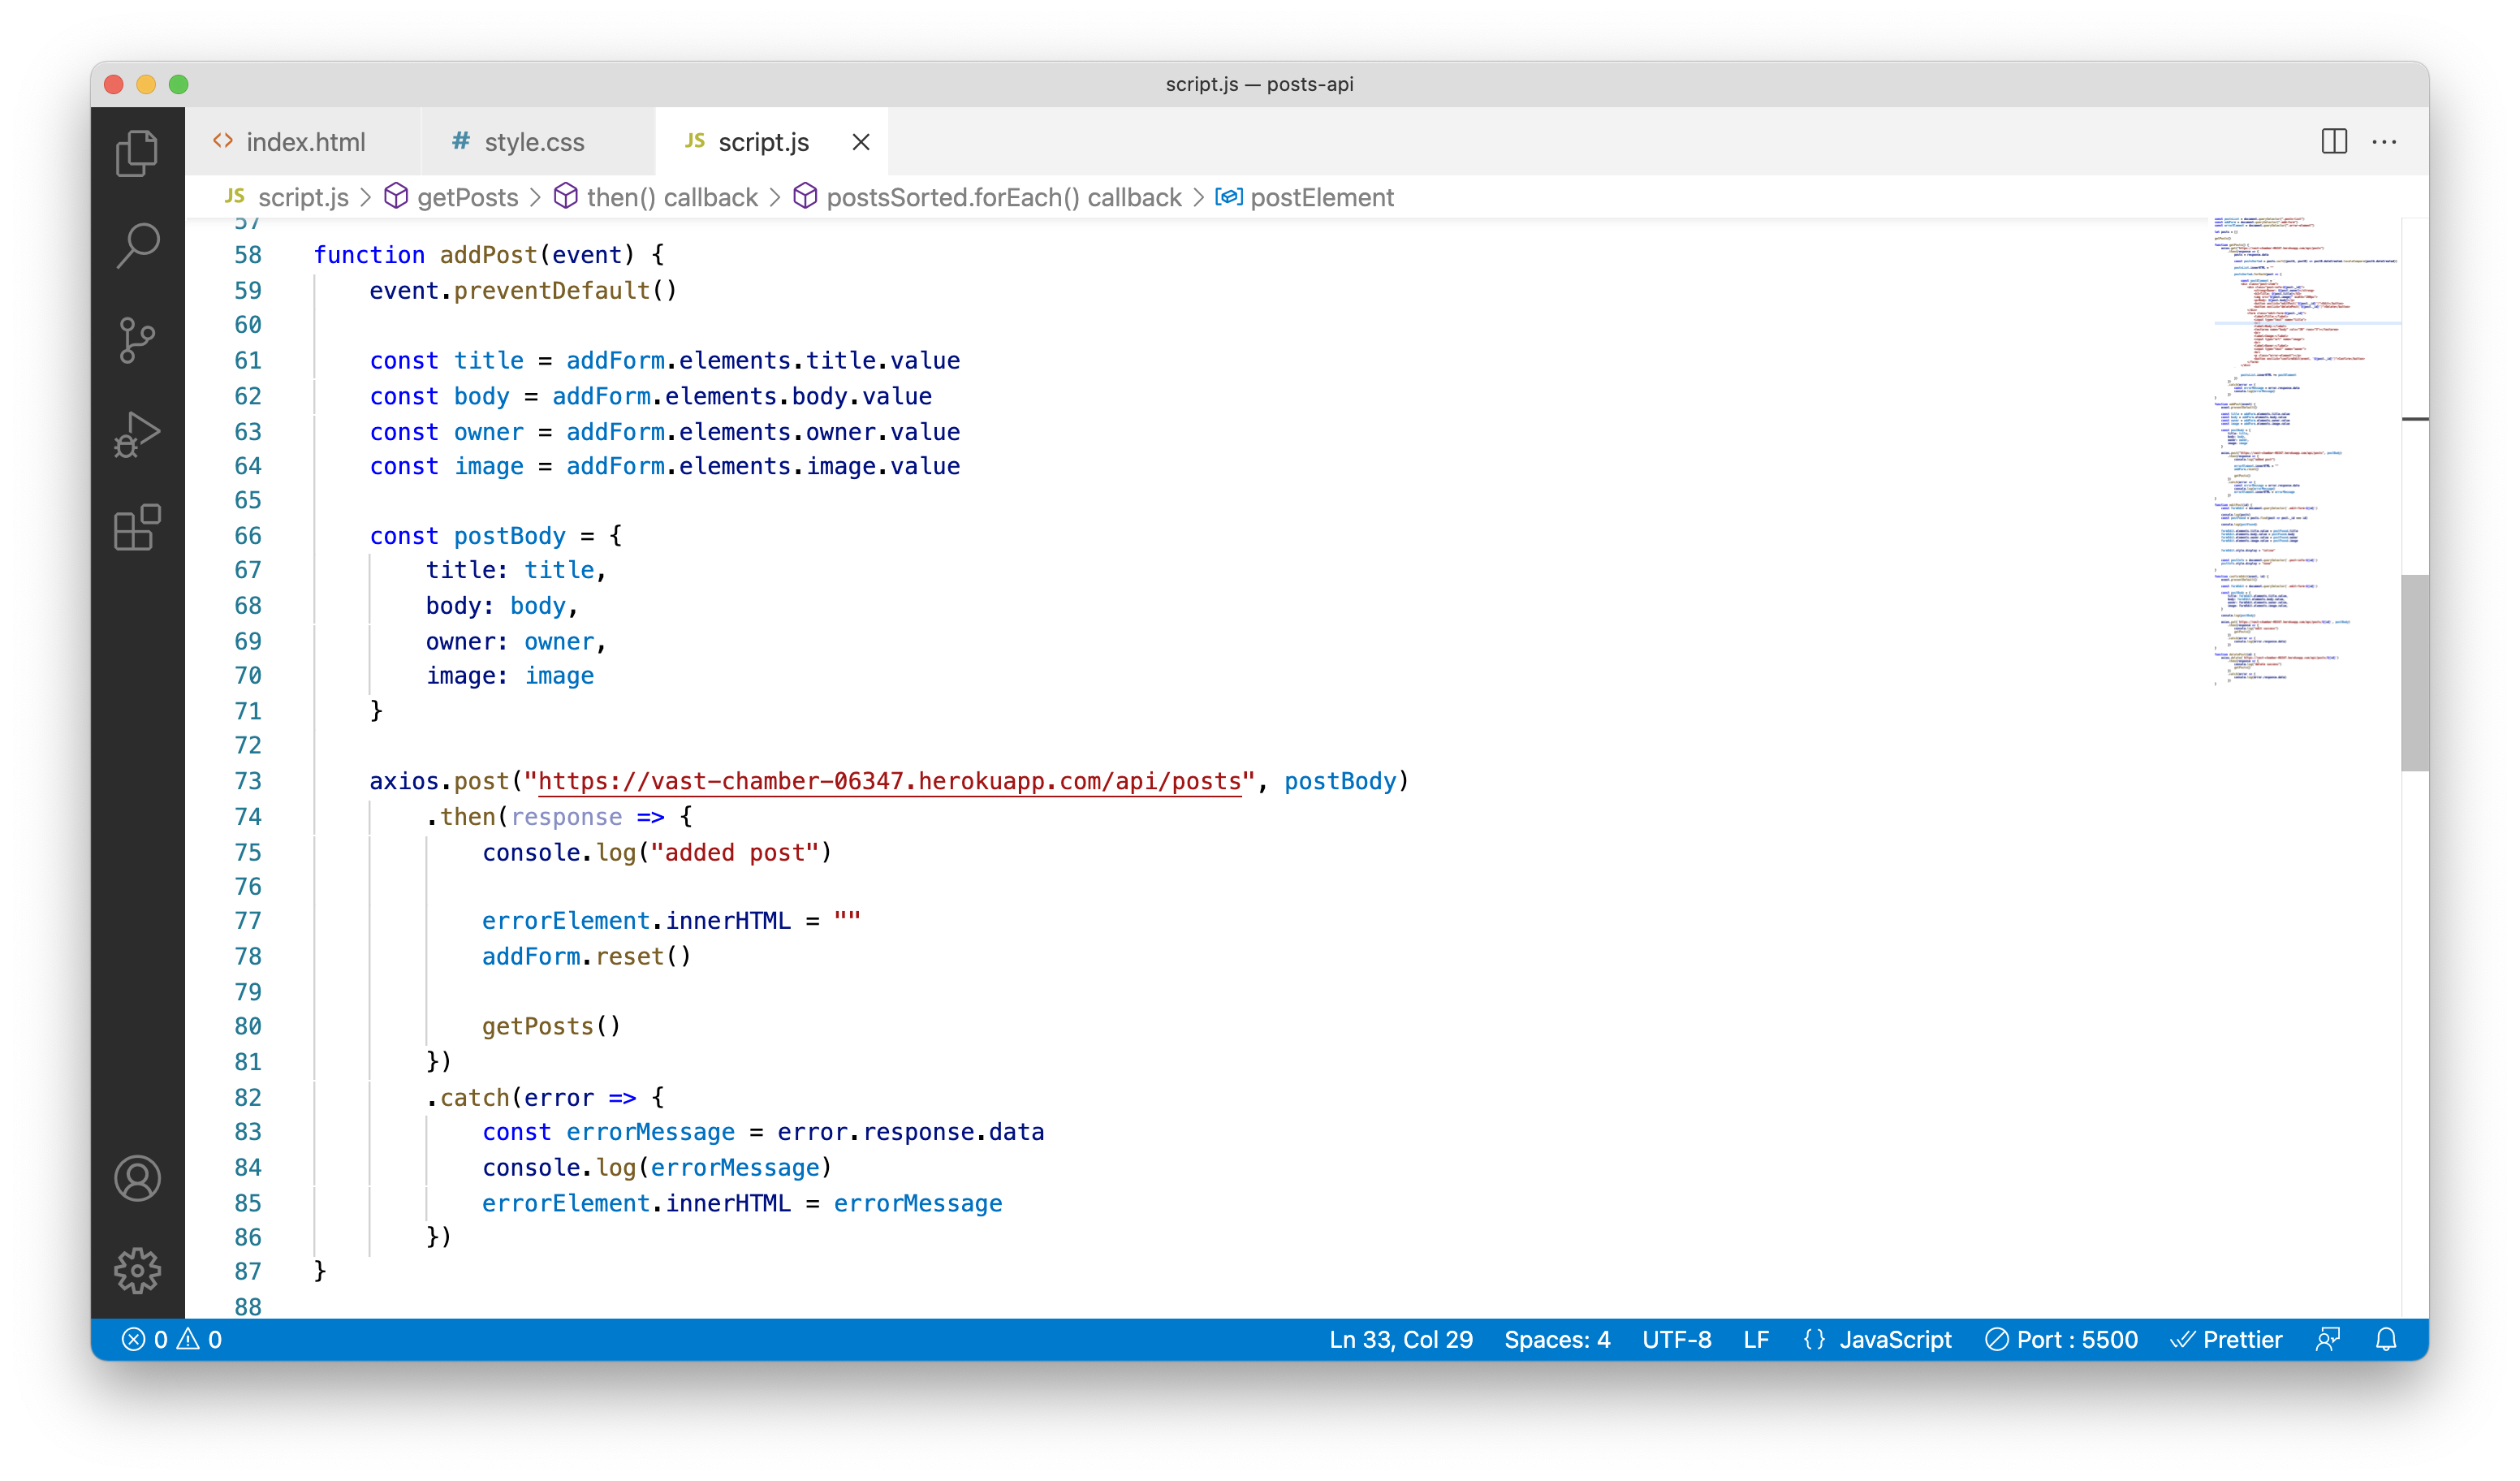 script.js — posts-api
<> index.html # style.css JS script.js
JS script.js > getPosts > then() callback > postsSorted.forEach() callback > postElement
57
58 function addPost(event) {
59     event.preventDefault()
60
61     const title = addForm.elements.title.value
62     const body = addForm.elements.body.value
63     const owner = addForm.elements.owner.value
64     const image = addForm.elements.image.value
65
66     const postBody = {
67         title: title,
68         body: body,
69         owner: owner,
70         image: image
71     }
72
73     axios.post("https://vast-chamber-06347.herokuapp.com/api/posts", postBody)
74         .then(response => {
75             console.log("added post")
76
77             errorElement.innerHTML = ""
78             addForm.reset()
79
80             getPosts()
81         })
82         .catch(error => {
83             const errorMessage = error.response.data
84             console.log(errorMessage)
85             errorElement.innerHTML = errorMessage
86         })
87 }
88
0 0 Ln 33, Col 29 Spaces: 4 UTF-8 LF {} JavaScript Port : 5500 Prettier